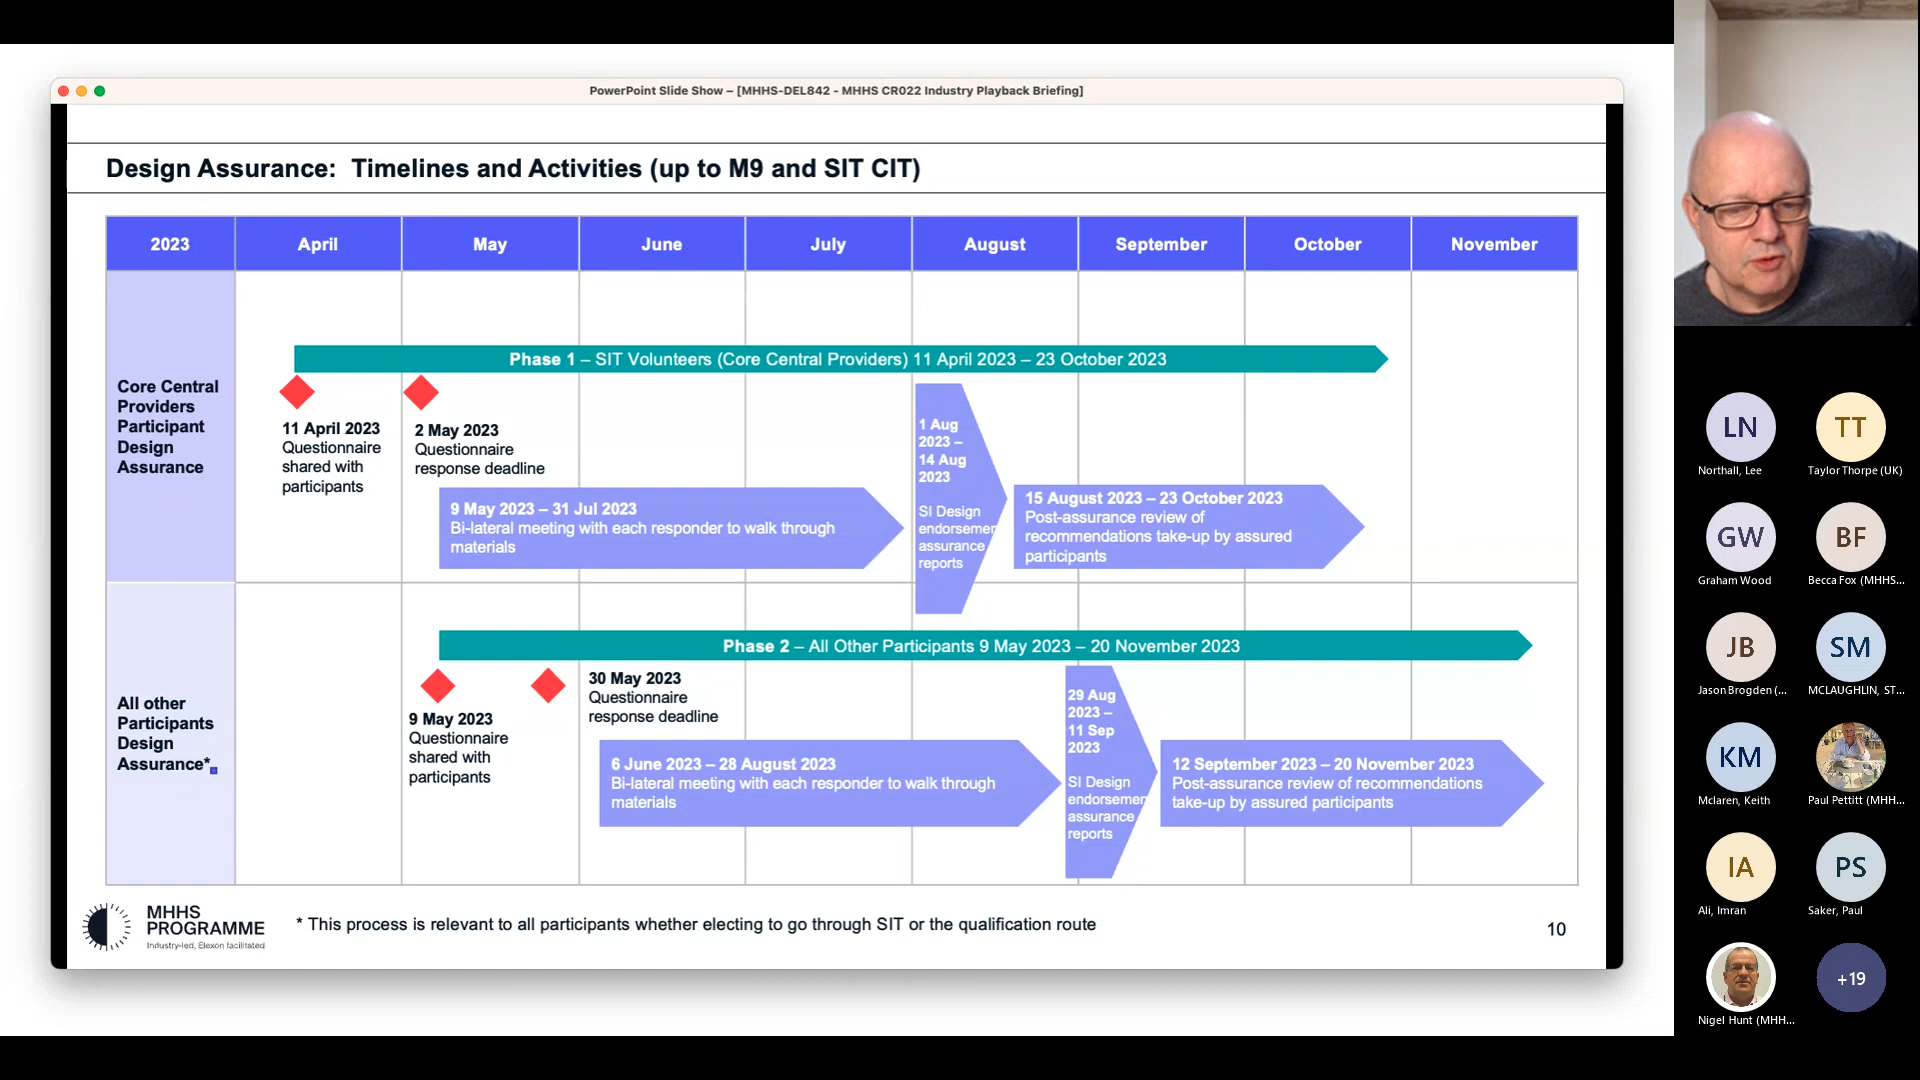 PowerPoint Slide Show – [MHHS-DEL842 - MHHS CR022 Industry Playback Briefing]
Design Assurance: Timelines and Activities (up to M9 and SIT CIT)
2023
April
May
June
July
August
September
October
November
Core Central
Providers
Participant
Design
Assurance
Phase 1 – SIT Volunteers (Core Central Providers) 11 April 2023 – 23 October 2023
11 April 2023
Questionnaire
shared with
participants
2 May 2023
Questionnaire
response deadline
9 May 2023 – 31 Jul 2023
Bi-lateral meeting with each responder to walk through
materials
1 Aug
2023 –
14 Aug
2023
SI Design
endorsemen
assurance
reports
15 August 2023 – 23 October 2023
Post-assurance review of
recommendations take-up by assured
participants
All other
Participants
Design
Assurance*
Phase 2 – All Other Participants 9 May 2023 – 20 November 2023
9 May 2023
Questionnaire
shared with
participants
30 May 2023
Questionnaire
response deadline
6 June 2023 – 28 August 2023
Bi-lateral meeting with each responder to walk through
materials
29 Aug
2023 –
11 Sep
2023
SI Design
endorsemen
assurance
reports
12 September 2023 – 20 November 2023
Post-assurance review of recommendations
take-up by assured participants
MHHS
PROGRAMME
Industry-led, Elexon facilitated
* This process is relevant to all participants whether electing to go through SIT or the qualification route
10
LN
Northall, Lee
TT
Taylor Thorpe (UK)
GW
Graham Wood
BF
Becca Fox (MHHS...
JB
Jason Brogden (...
SM
MCLAUGHLIN, ST...
KM
Mclaren, Keith
Paul Pettitt (MHH...
IA
Ali, Imran
PS
Saker, Paul
Nigel Hunt (MHH...
+19